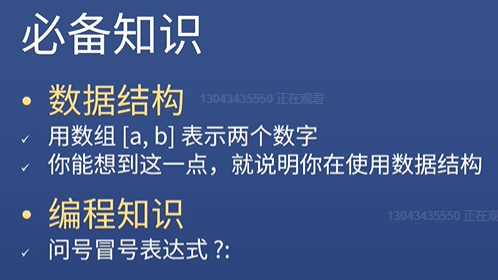 必备知识
数据结构
13043435550 正在观看
用数组 [a, b] 表示两个数字
你能想到这一点，就说明你在使用数据结构
编程知识
13043435550 正在观
问号冒号表达式 ?: